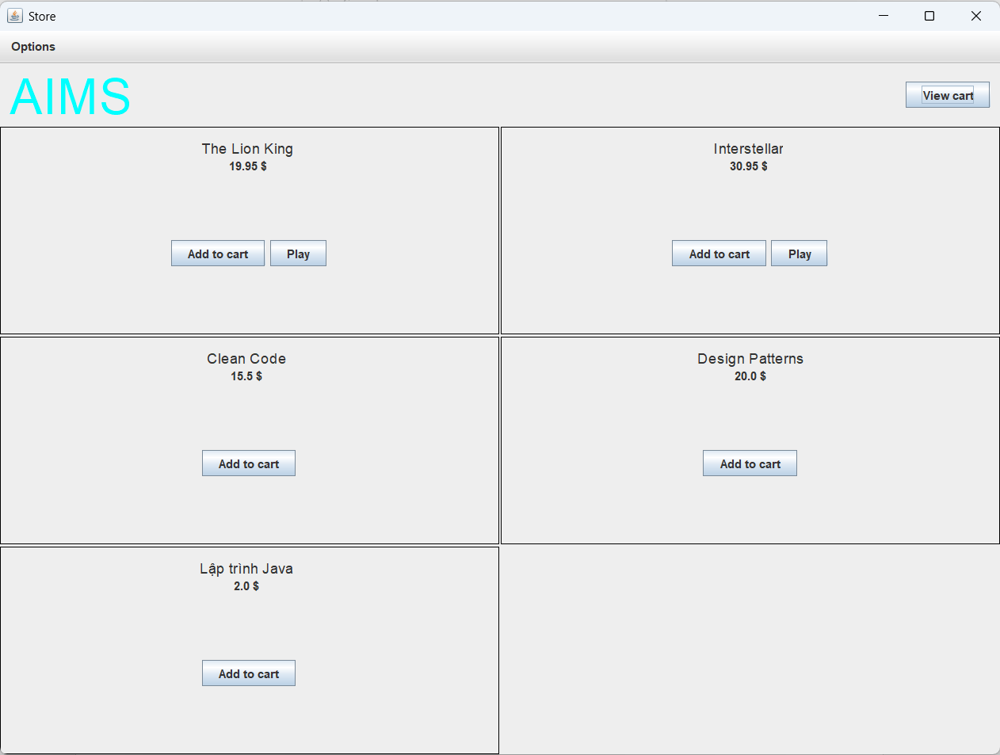 Store
Options
AIMS
View cart
The Lion King
19.95 $
Add to cart
Play
Interstellar
30.95 $
Add to cart
Play
Clean Code
15.5 $
Add to cart
Design Patterns
20.0 $
Add to cart
Lập trình Java
2.0 $
Add to cart